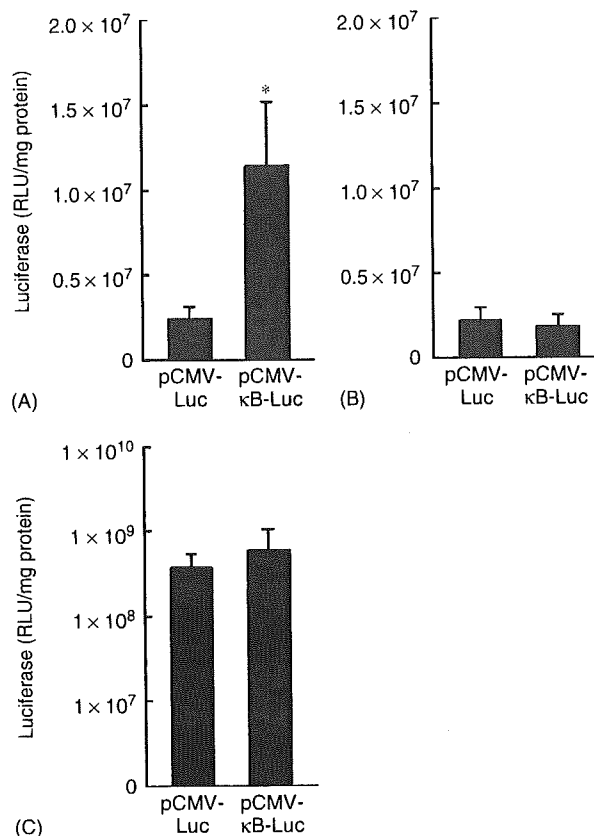 Luciferase (RLU/mg protein)
2.0 × 10⁷
1.5 × 10⁷
1.0 × 10⁷
0.5 × 10⁷
0
*
pCMV-
Luc
pCMV-
κB-Luc
(A)
2.0 × 10⁷
1.5 × 10⁷
1.0 × 10⁷
0.5 × 10⁷
0
pCMV-
Luc
pCMV-
κB-Luc
(B)
Luciferase (RLU/mg protein)
1 × 10¹⁰
1 × 10⁹
1 × 10⁸
1 × 10⁷
0
pCMV-
Luc
pCMV-
κB-Luc
(C)